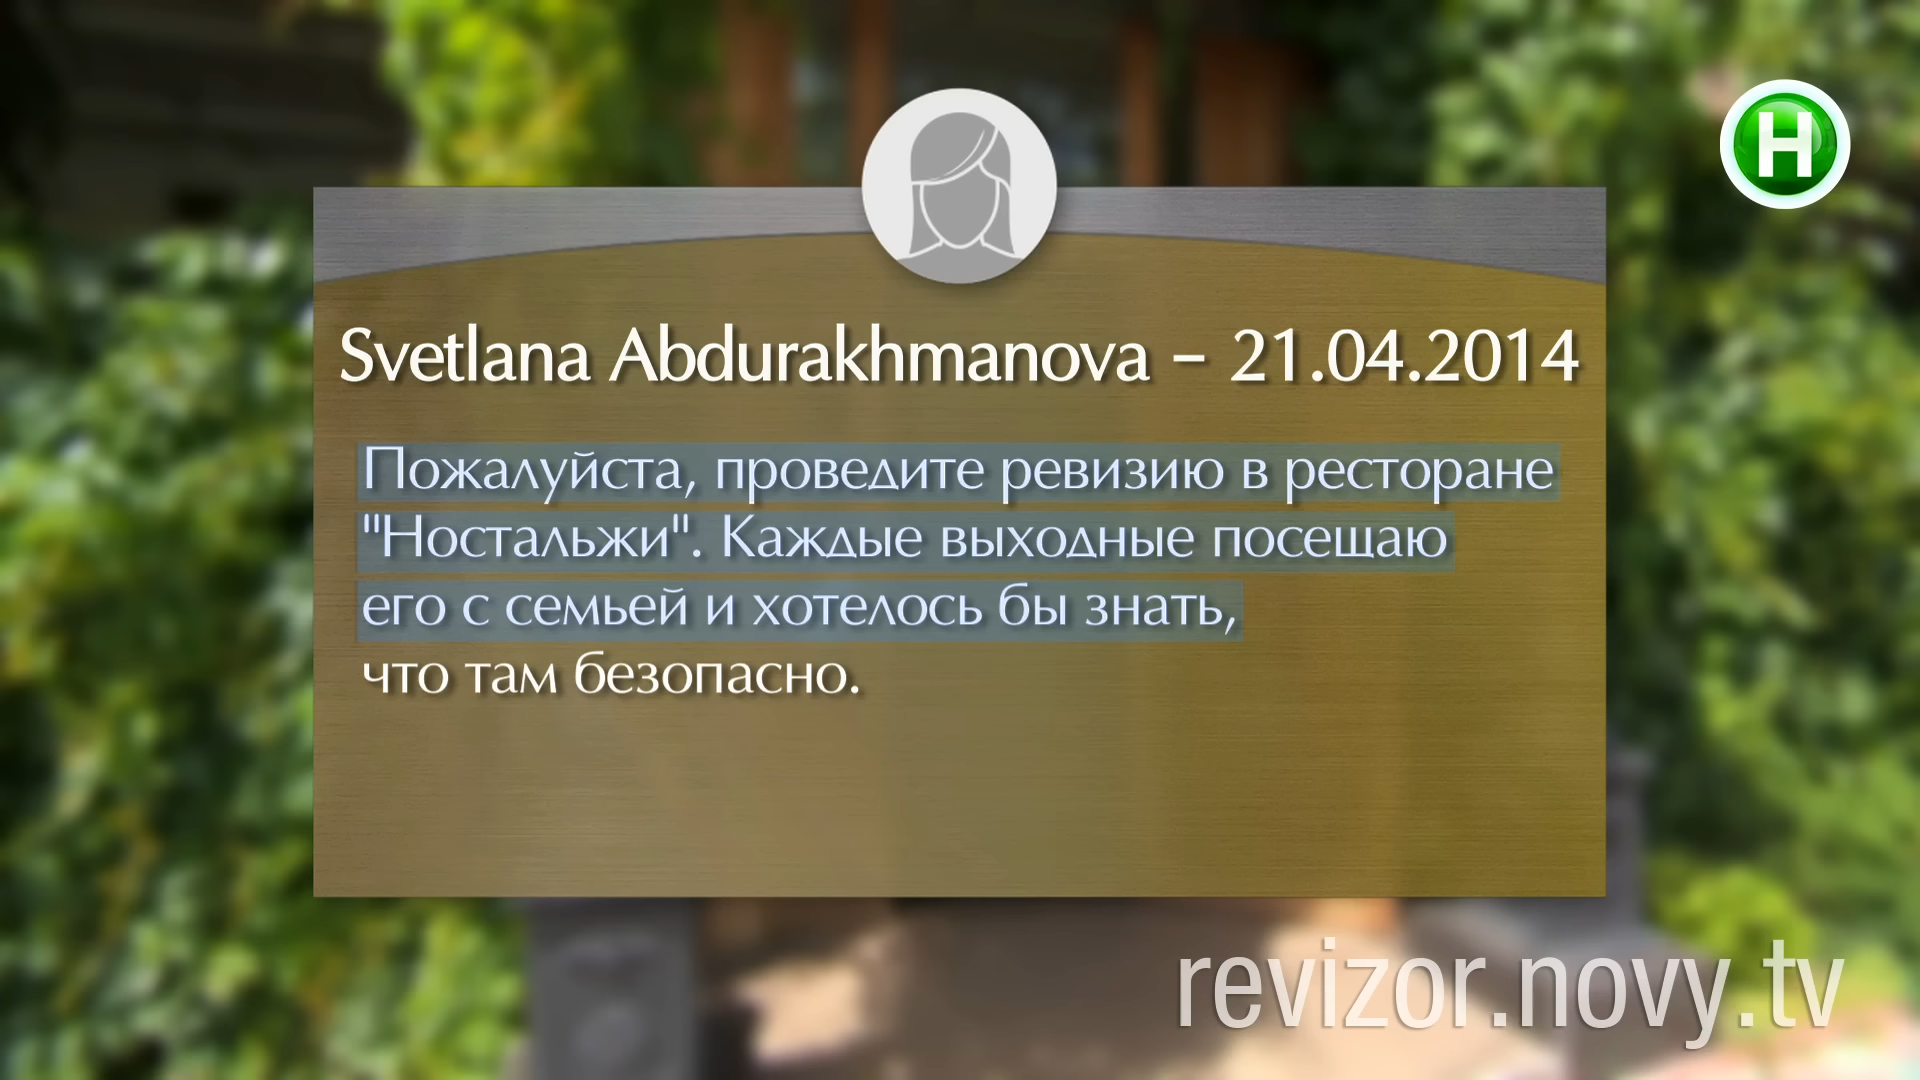 H
Svetlana Abdurakhmanova – 21.04.2014
Пожалуйста, проведите ревизию в ресторане
"Ностальжи". Каждые выходные посещаю
его с семьей и хотелось бы знать,
что там безопасно.
revizor.novy.tv